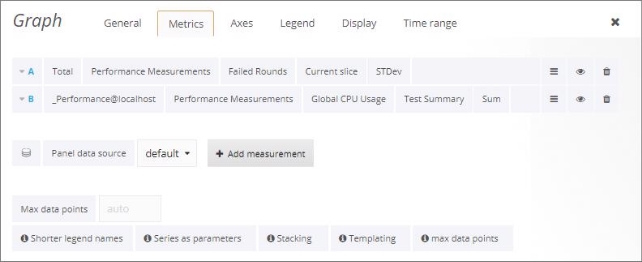 Graph General Metrics Axes Legend Display Time range
A Total Performance Measurements Failed Rounds Current slice STDev
B _Performance@localhost Performance Measurements Global CPU Usage Test Summary Sum
Panel data source default + Add measurement
Max data points auto
Shorter legend names Series as parameters Stacking Templating max data points